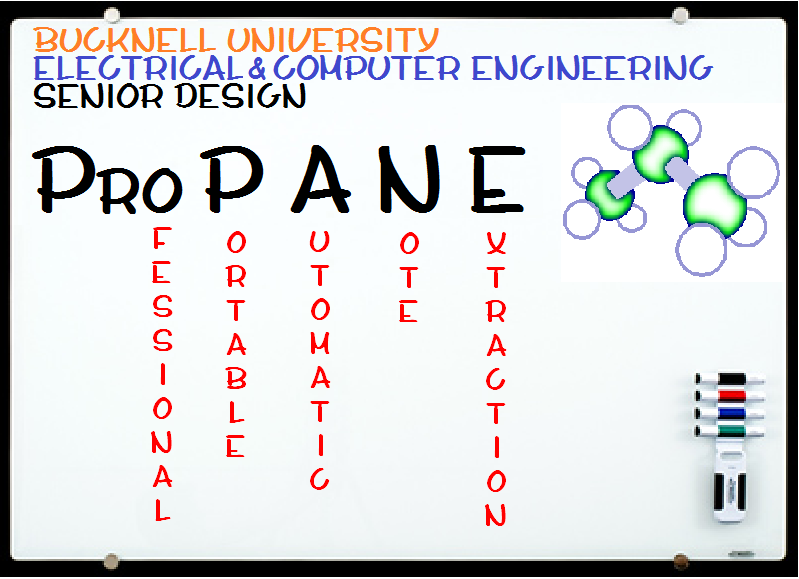 BUCKNELL UNIVERSITY
ELECTRICAL & COMPUTER ENGINEERING
SENIOR DESIGN
PROPANE
FESSIONAL
ORTABLE
UTOMATIC
OTE
XTRACTION